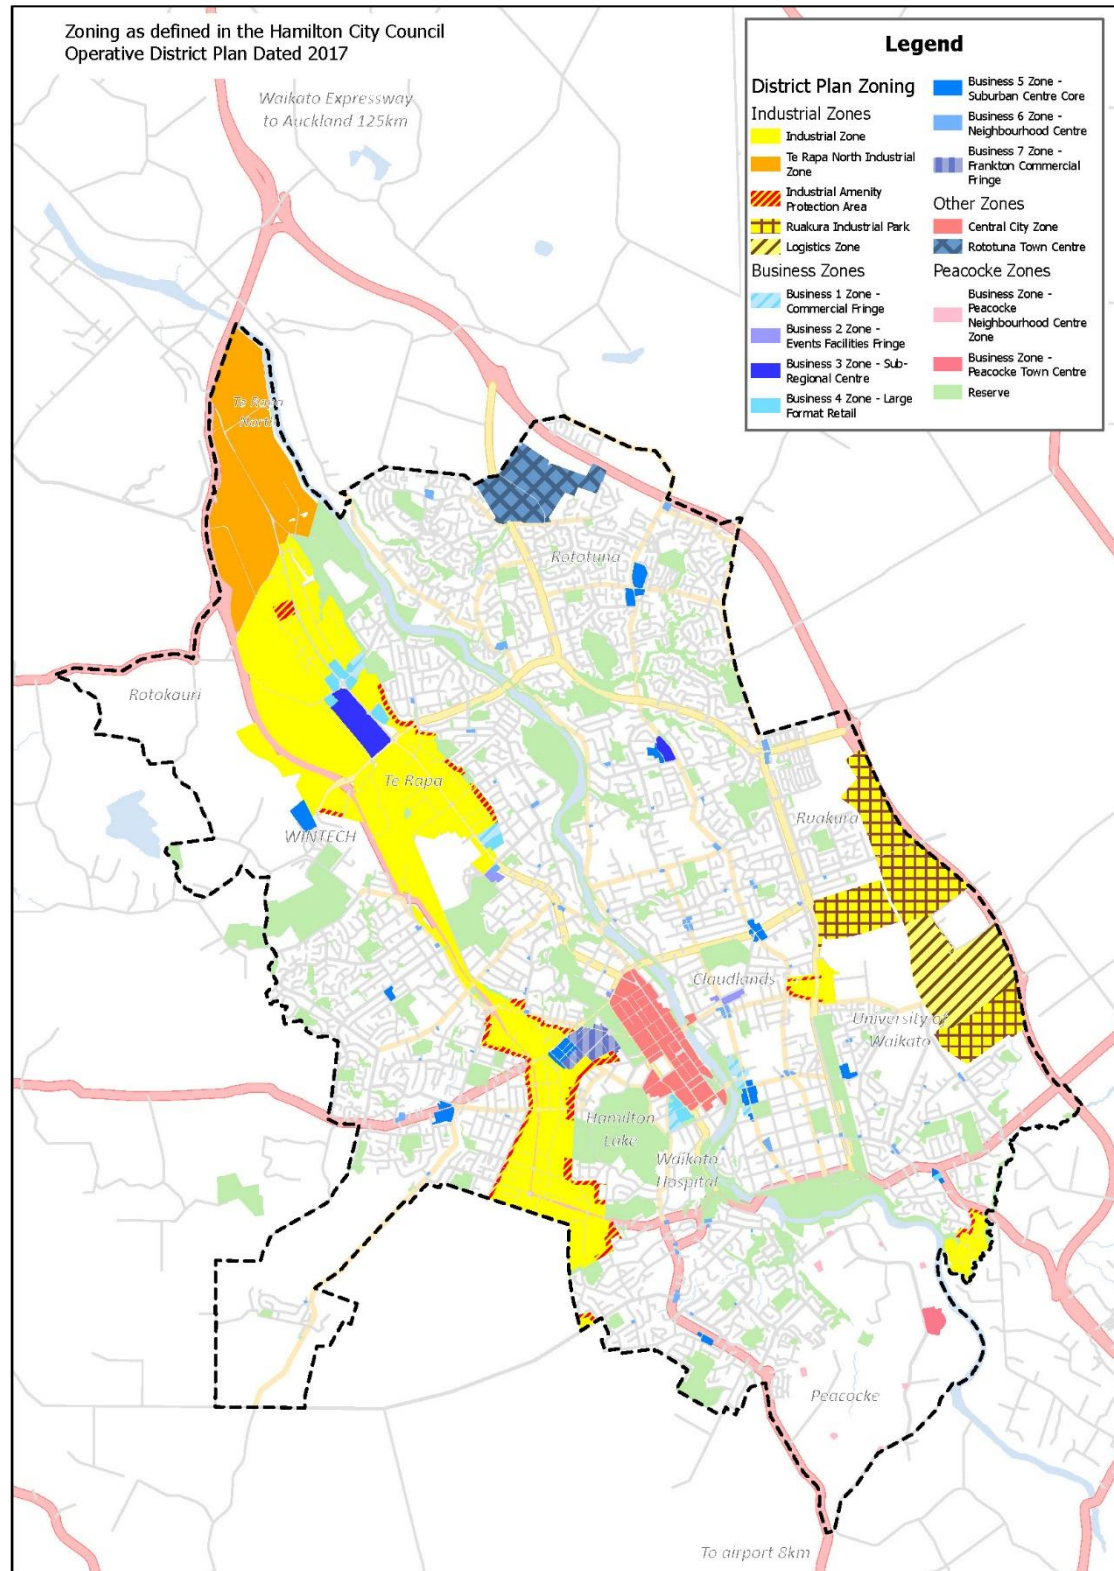 Zoning as defined in the Hamilton City Council
Operative District Plan Dated 2017
Legend
District Plan Zoning
Industrial Zones
Industrial Zone
Te Rapa North Industrial
Zone
Industrial Amenity
Protection Area
Ruakura Industrial Park
Logistics Zone
Business Zones
Business 1 Zone -
Commercial Fringe
Business 2 Zone -
Events Facilities Fringe
Business 3 Zone - Sub-
Regional Centre
Business 4 Zone - Large
Format Retail
Business 5 Zone -
Suburban Centre Core
Business 6 Zone -
Neighbourhood Centre
Business 7 Zone -
Frankton Commercial
Fringe
Other Zones
Central City Zone
Rototuna Town Centre
Peacocke Zones
Business Zone -
Peacocke
Neighbourhood Centre
Zone
Business Zone -
Peacocke Town Centre
Reserve
Waikato Expressway
to Auckland 125km
Te Rapa
North
Rototuna
Rotokauri
Te Rapa
WINTECH
Ruakura
Claudlands
University of
Waikato
Hamilton
Lake
Waikato
Hospital
Peacocke
To airport 8km